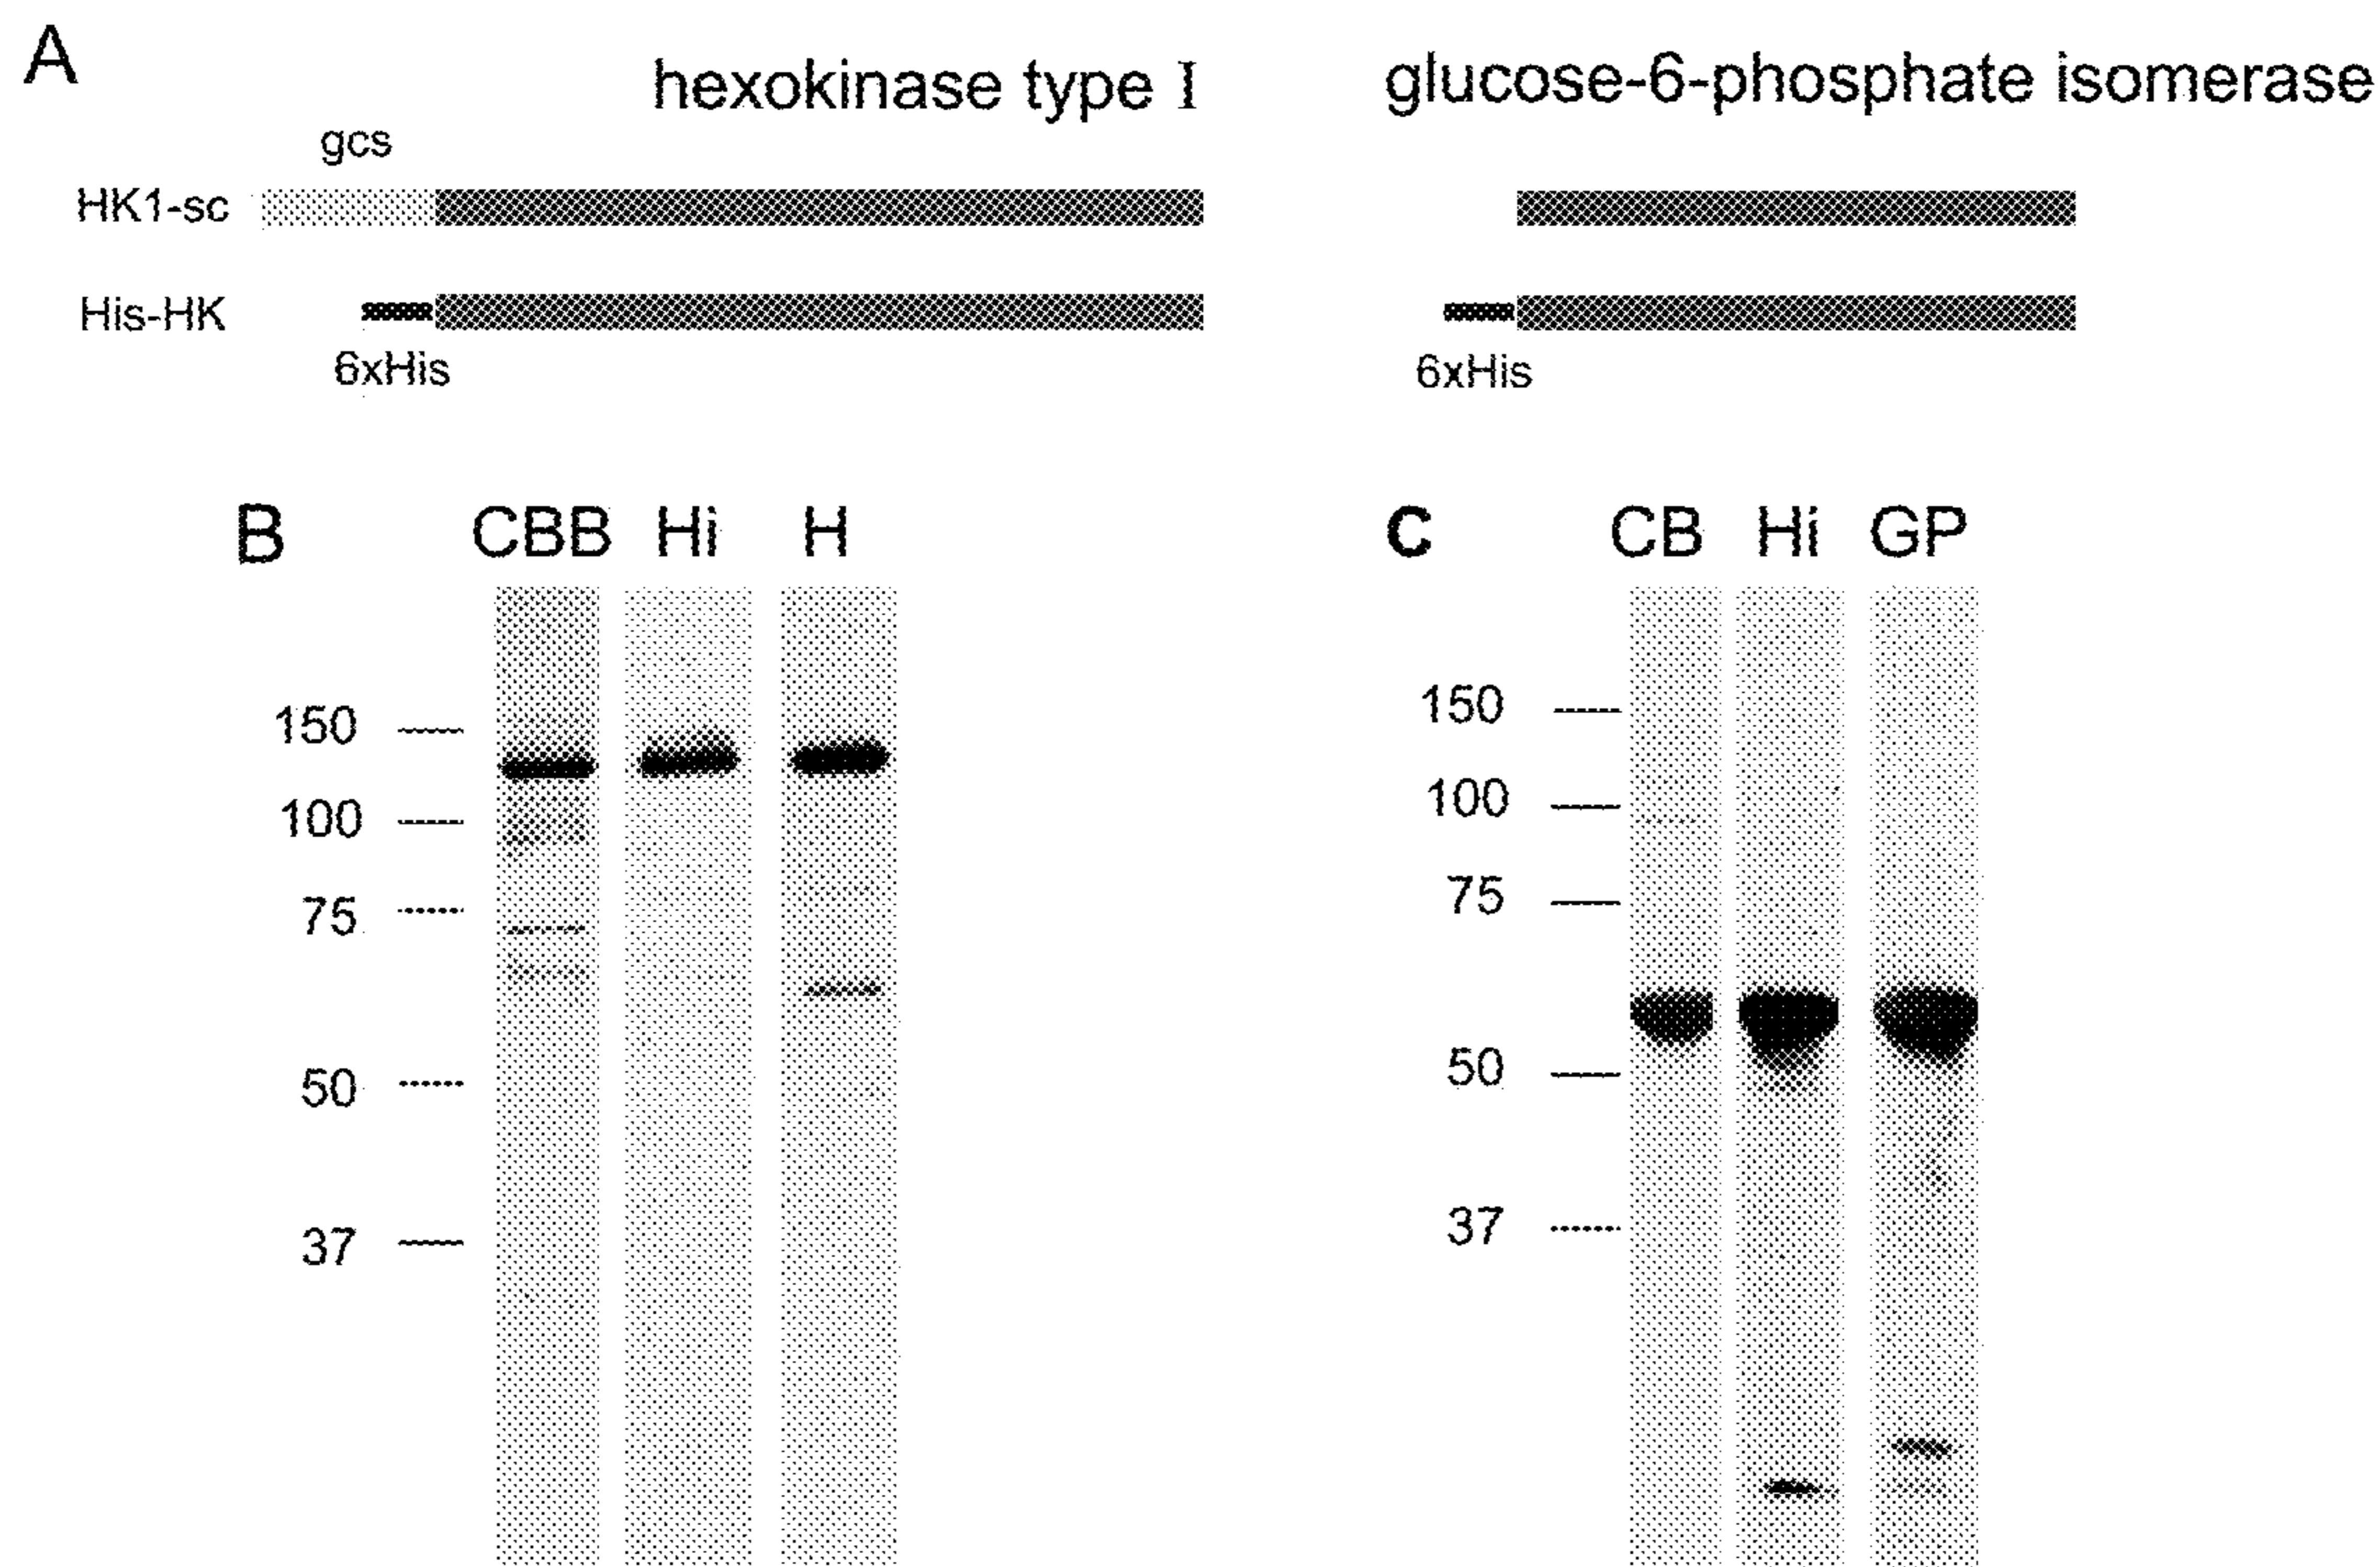 A
hexokinase type I
glucose-6-phosphate isomerase
gcs
HK1-sc
His-HK
6xHis
6xHis
B
CBB Hi H
150
100
75
50
37
C
CB Hi GP
150
100
75
50
37